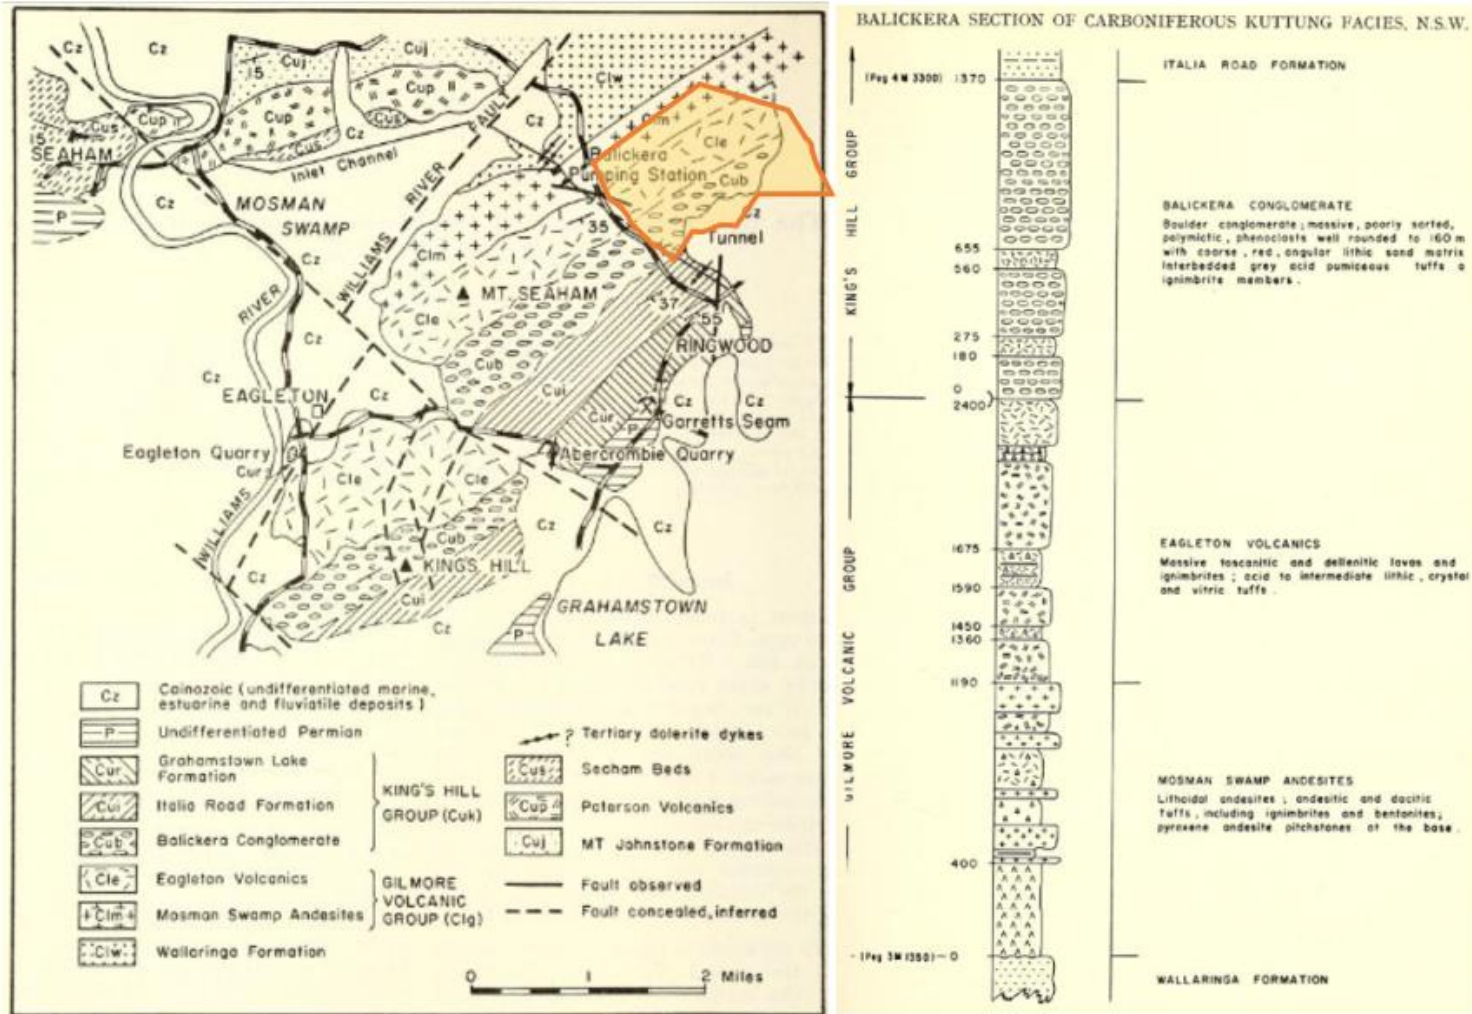 Cz
Cz
Cuj
Cuj
15
Clw
Cup II
Cup
Cup II
Cus
Cus
Cus
Cz
Cz
Clm
Cle
Cub
15
SEAHAM
Inlet Channel
FAULT
Balickera
Pumping Station
P
Cz
MOSMAN
SWAMP
RIVER
WILLIAMS
Cz
Cz
Tunnel
35
Clm
MT. SEAHAM
37
55
RIVER
Cle
Cz
RINGWOOD
Cub
Cz
Cui
EAGLETON
Cz
Cz
Cz
Cur
P
Garretts Seam
Eagleton Quarry
Cur
Abercrombie Quarry
Cle
Cle
WILLIAMS
Cz
Cz
Cub
Cz
KINGS HILL
Cui
GRAHAMSTOWN
LAKE
Cz
P
Cz
Cainozoic (undifferentiated marine,
estuarine and fluviatile deposits)
P
Undifferentiated Permian
Cur
Grahamstown Lake
Formation
Cui
Italia Road Formation
Cub
Balickera Conglomerate
KING'S HILL
GROUP (Cuk)
Cle
Eagleton Volcanics
Clm
Mosman Swamp Andesites
GILMORE
VOLCANIC
GROUP (Clg)
Clw
Wallaringa Formation
? Tertiary dolerite dykes
Cus
Seaham Beds
Cup
Paterson Volcanics
Cuj
MT Johnstone Formation
Fault observed
Fault concealed, inferred
0 1 2 Miles
BALICKERA SECTION OF CARBONIFEROUS KUTTUNG FACIES, N.S.W.
(Peg 4M 3300) 1370
ITALIA ROAD FORMATION
KING'S HILL GROUP
BALICKERA CONGLOMERATE
Boulder conglomerate; massive, poorly sorted,
polymictic, phenoclasts well rounded to 160 m
with coarse, red, angular lithic sand matrix
Interbedded grey acid pumiceous tuffs a
ignimbrite members.
655
560
275
180
0
2400
GILMORE VOLCANIC GROUP
EAGLETON VOLCANICS
Massive toscanitic and dellenitic lavas and
ignimbrites; acid to intermediate lithic, crystal
and vitric tuffs.
1675
1590
1450
1360
1190
MOSMAN SWAMP ANDESITES
Lithoidal andesites; andesitic and dacitic
Tuffs, including ignimbrites and bentonites;
pyroxene andesite pitchstones at the base.
400
(Peg 3M 1350) 0
WALLARINGA FORMATION